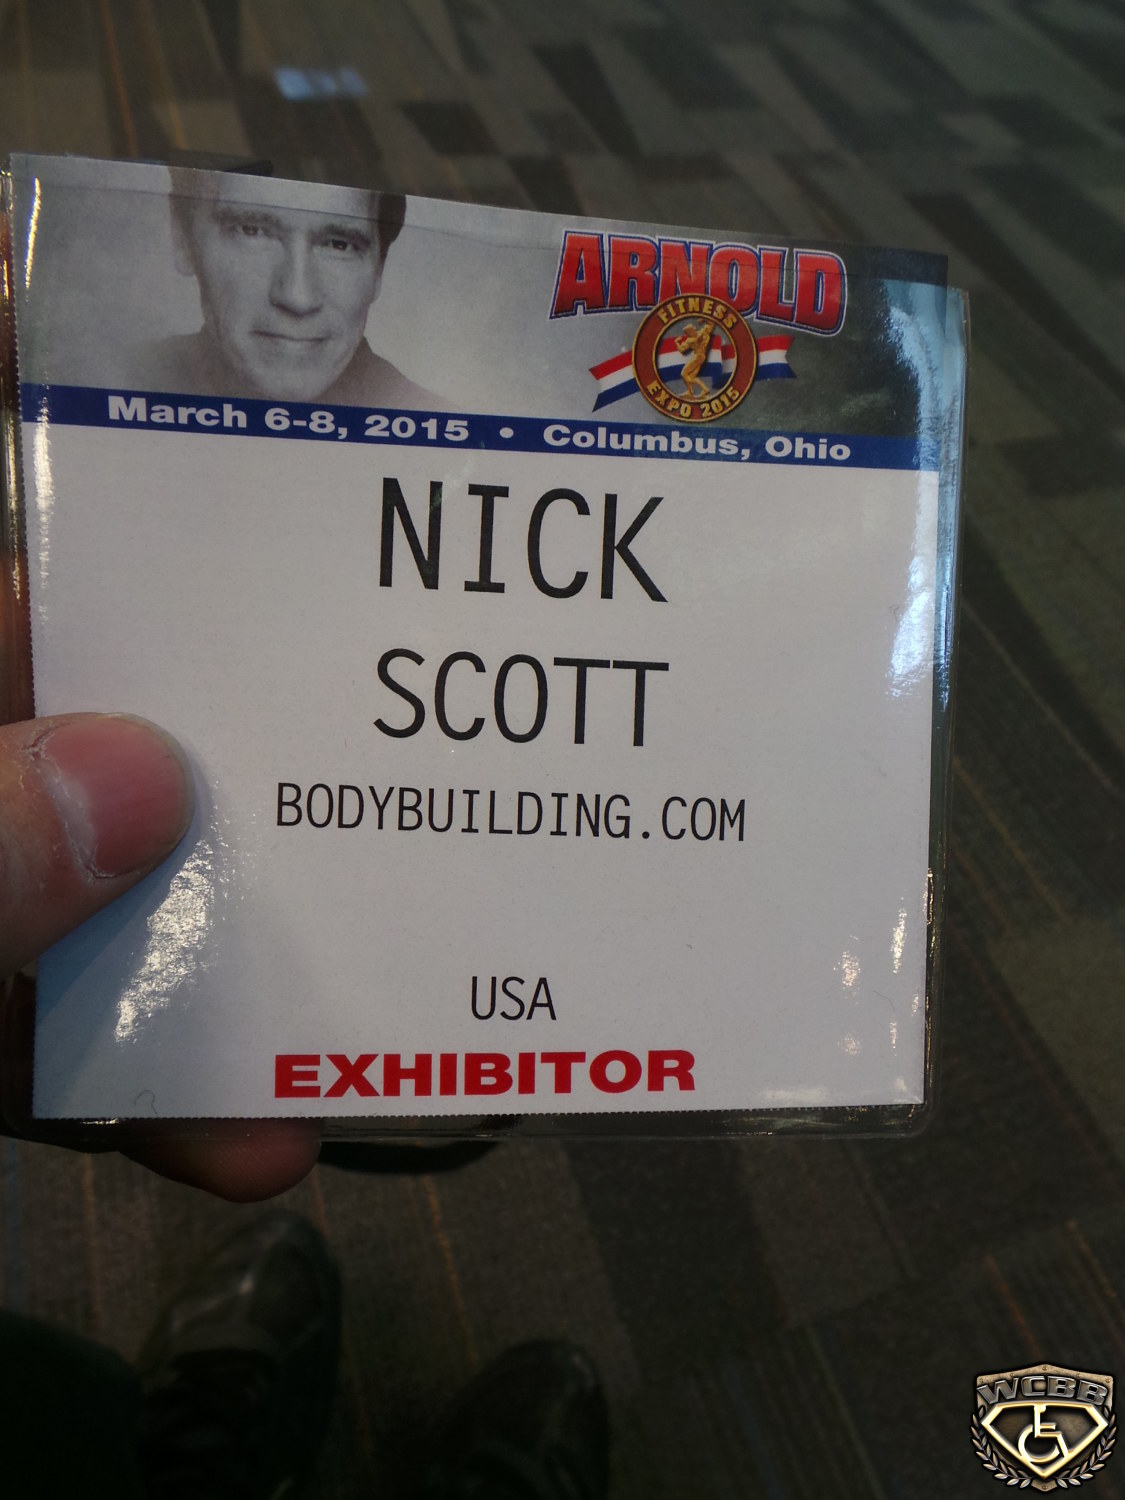 ARNOLD
FITNESS
EXPO 2015
March 6-8, 2015 • Columbus, Ohio
NICK
SCOTT
BODYBUILDING.COM
USA
EXHIBITOR
WCBB